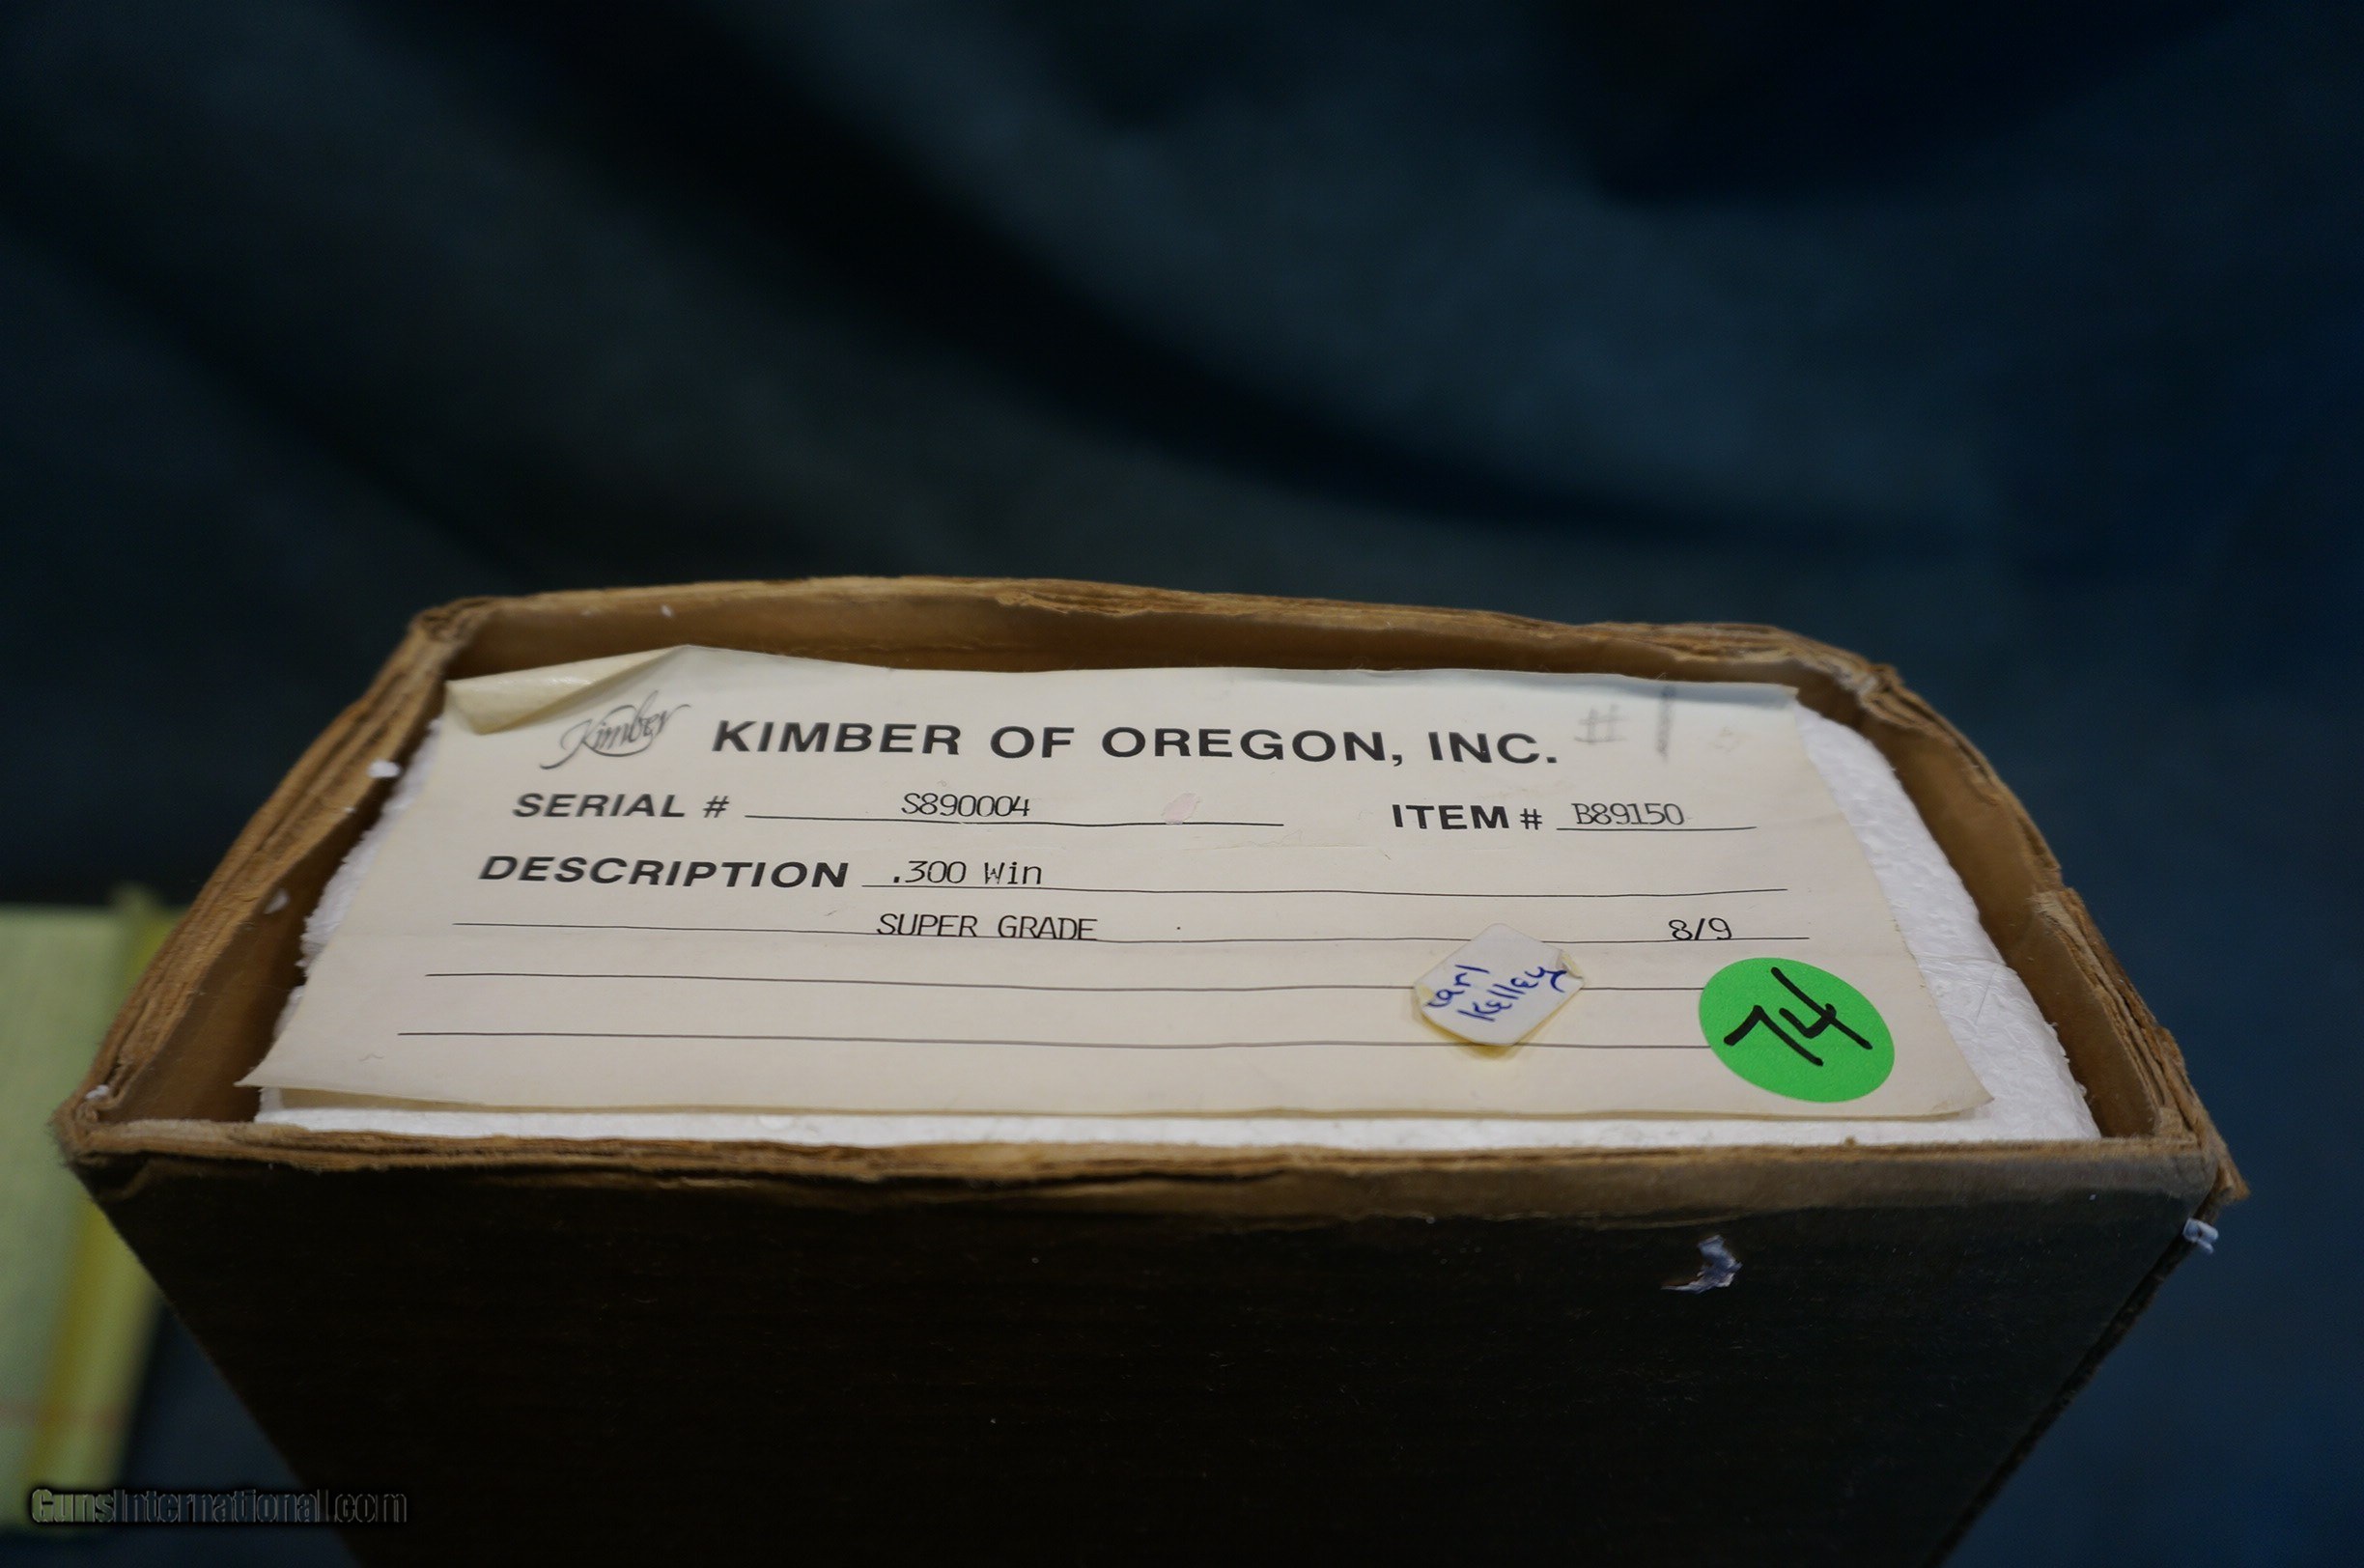 Kimber KIMBER OF OREGON, INC. #
SERIAL # S890004 ITEM # B89150
DESCRIPTION .300 Win
SUPER GRADE 8/9
Carl
Kelley
74
GunsInternational.com